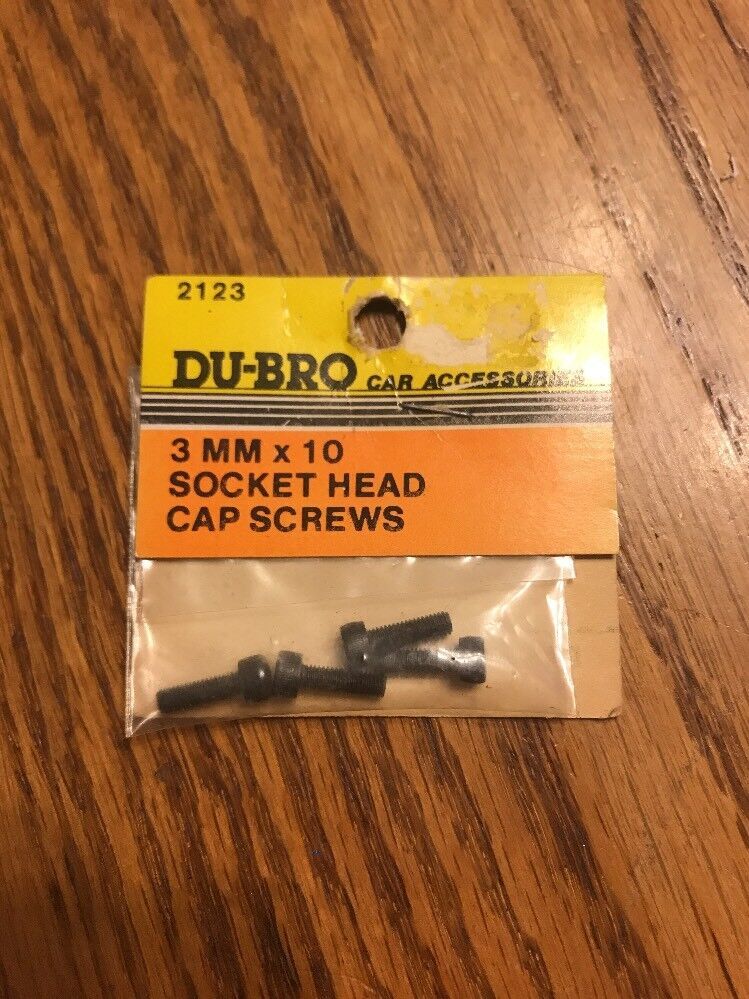 2123
DU-BRO CAR ACCESSORIES
3 MM x 10
SOCKET HEAD
CAP SCREWS